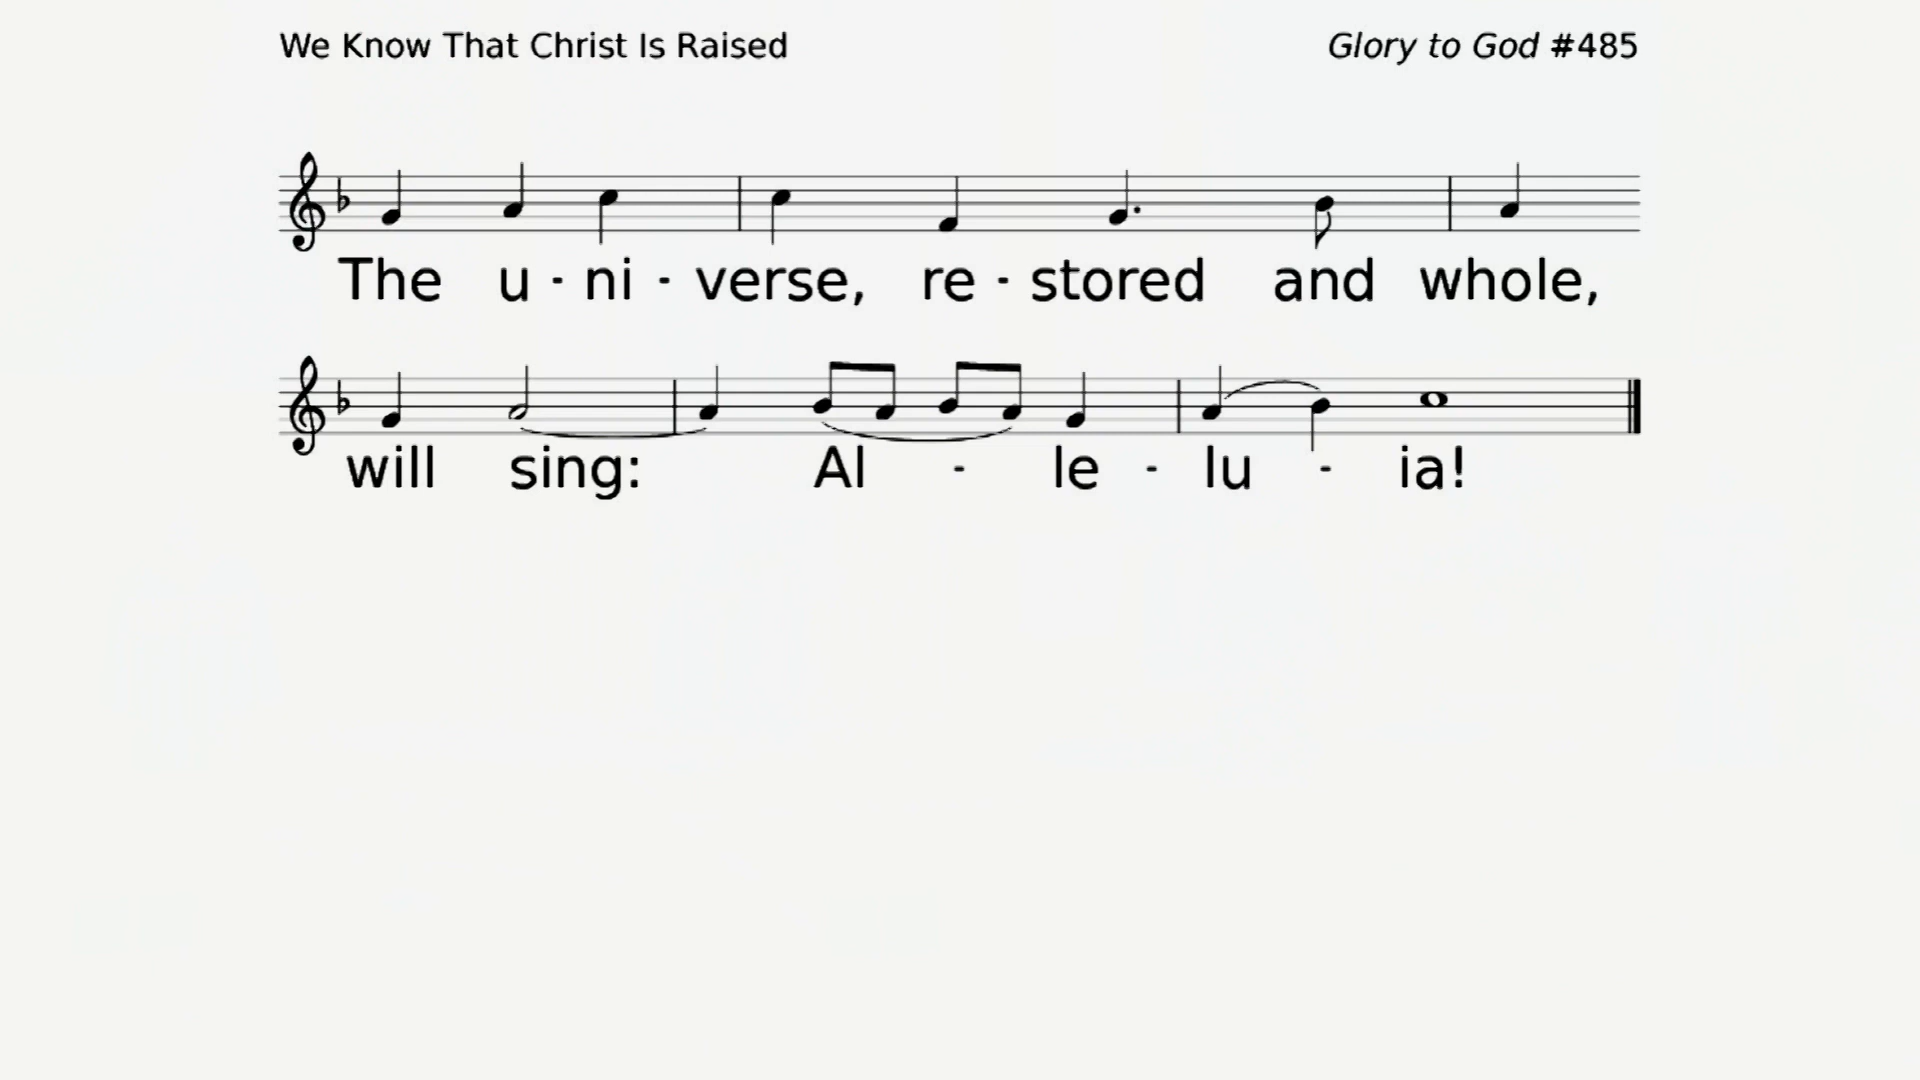 We Know That Christ Is Raised Glory to God #485
The u - ni - verse, re - stored and whole,
will sing: Al - le - lu - ia!